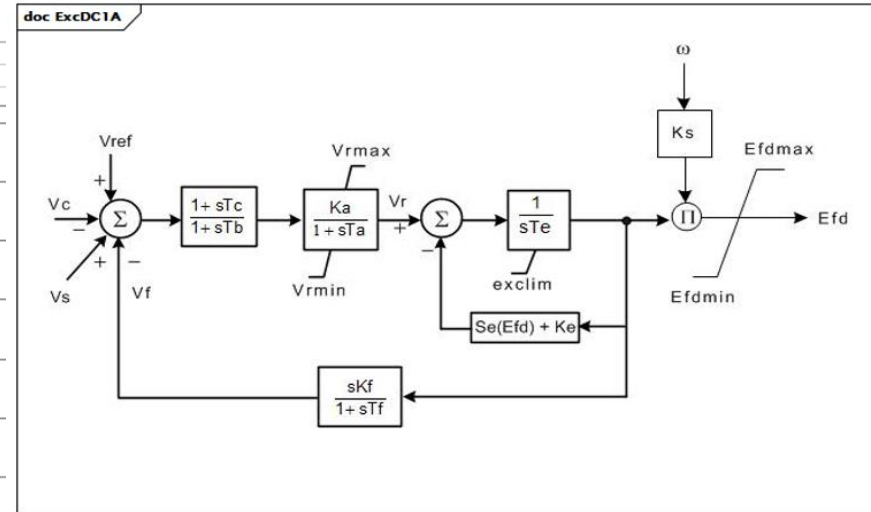 doc ExcDC1A
ω
Ks
Efdmax
Vref
Vrmax
+
Vc
−
Σ
1+ sTc
1+ sTb
Ka
1+ sTa
Vr
+
Σ
−
1
sTe
Π
Efd
+
−
Vs
Vf
Vrmin
exclim
Efdmin
Se(Efd) + Ke
sKf
1+ sTf